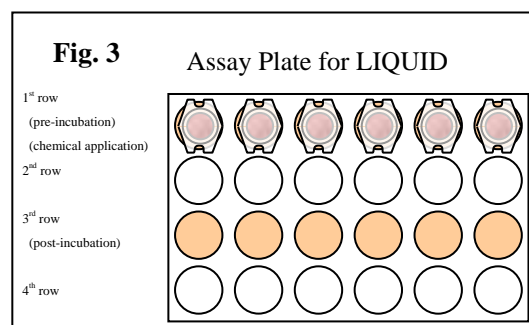 Fig. 3
Assay Plate for LIQUID
1st row
(pre-incubation)
(chemical application)
2nd row
3rd row
(post-incubation)
4th row